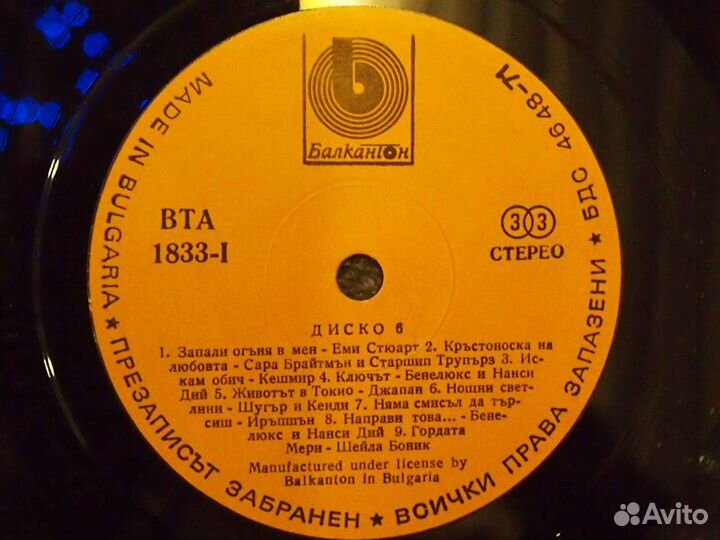 Балкантон
MADE IN BULGARIA ★ ПРЕЗАПИСЪТ ЗАБРАНЕН ★ ВСИЧКИ ПРАВА ЗАПАЗЕНИ ★ БДС 4648-71
ВТА
1833-I
33
СТЕРЕО
ДИСКО 6
1. Запали огъня в мен - Еми Стюарт 2. Кръстоноска на
любовта - Сара Брайтмън и Старшип Трупърз 3. Ис-
кам обич - Кешмир 4. Ключът - Бенелюкс и Нанси
Дий 5. Животът в Токио - Джапан 6. Нощни свет-
лини - Шугър и Кенди 7. Няма смисъл да тър-
сиш - Иръпшън 8. Направи това... - Бене-
люкс и Нанси Дий 9. Гордата
Мери - Шейла Боник
Manufactured under license by
Balkanton In Bulgaria
Avito